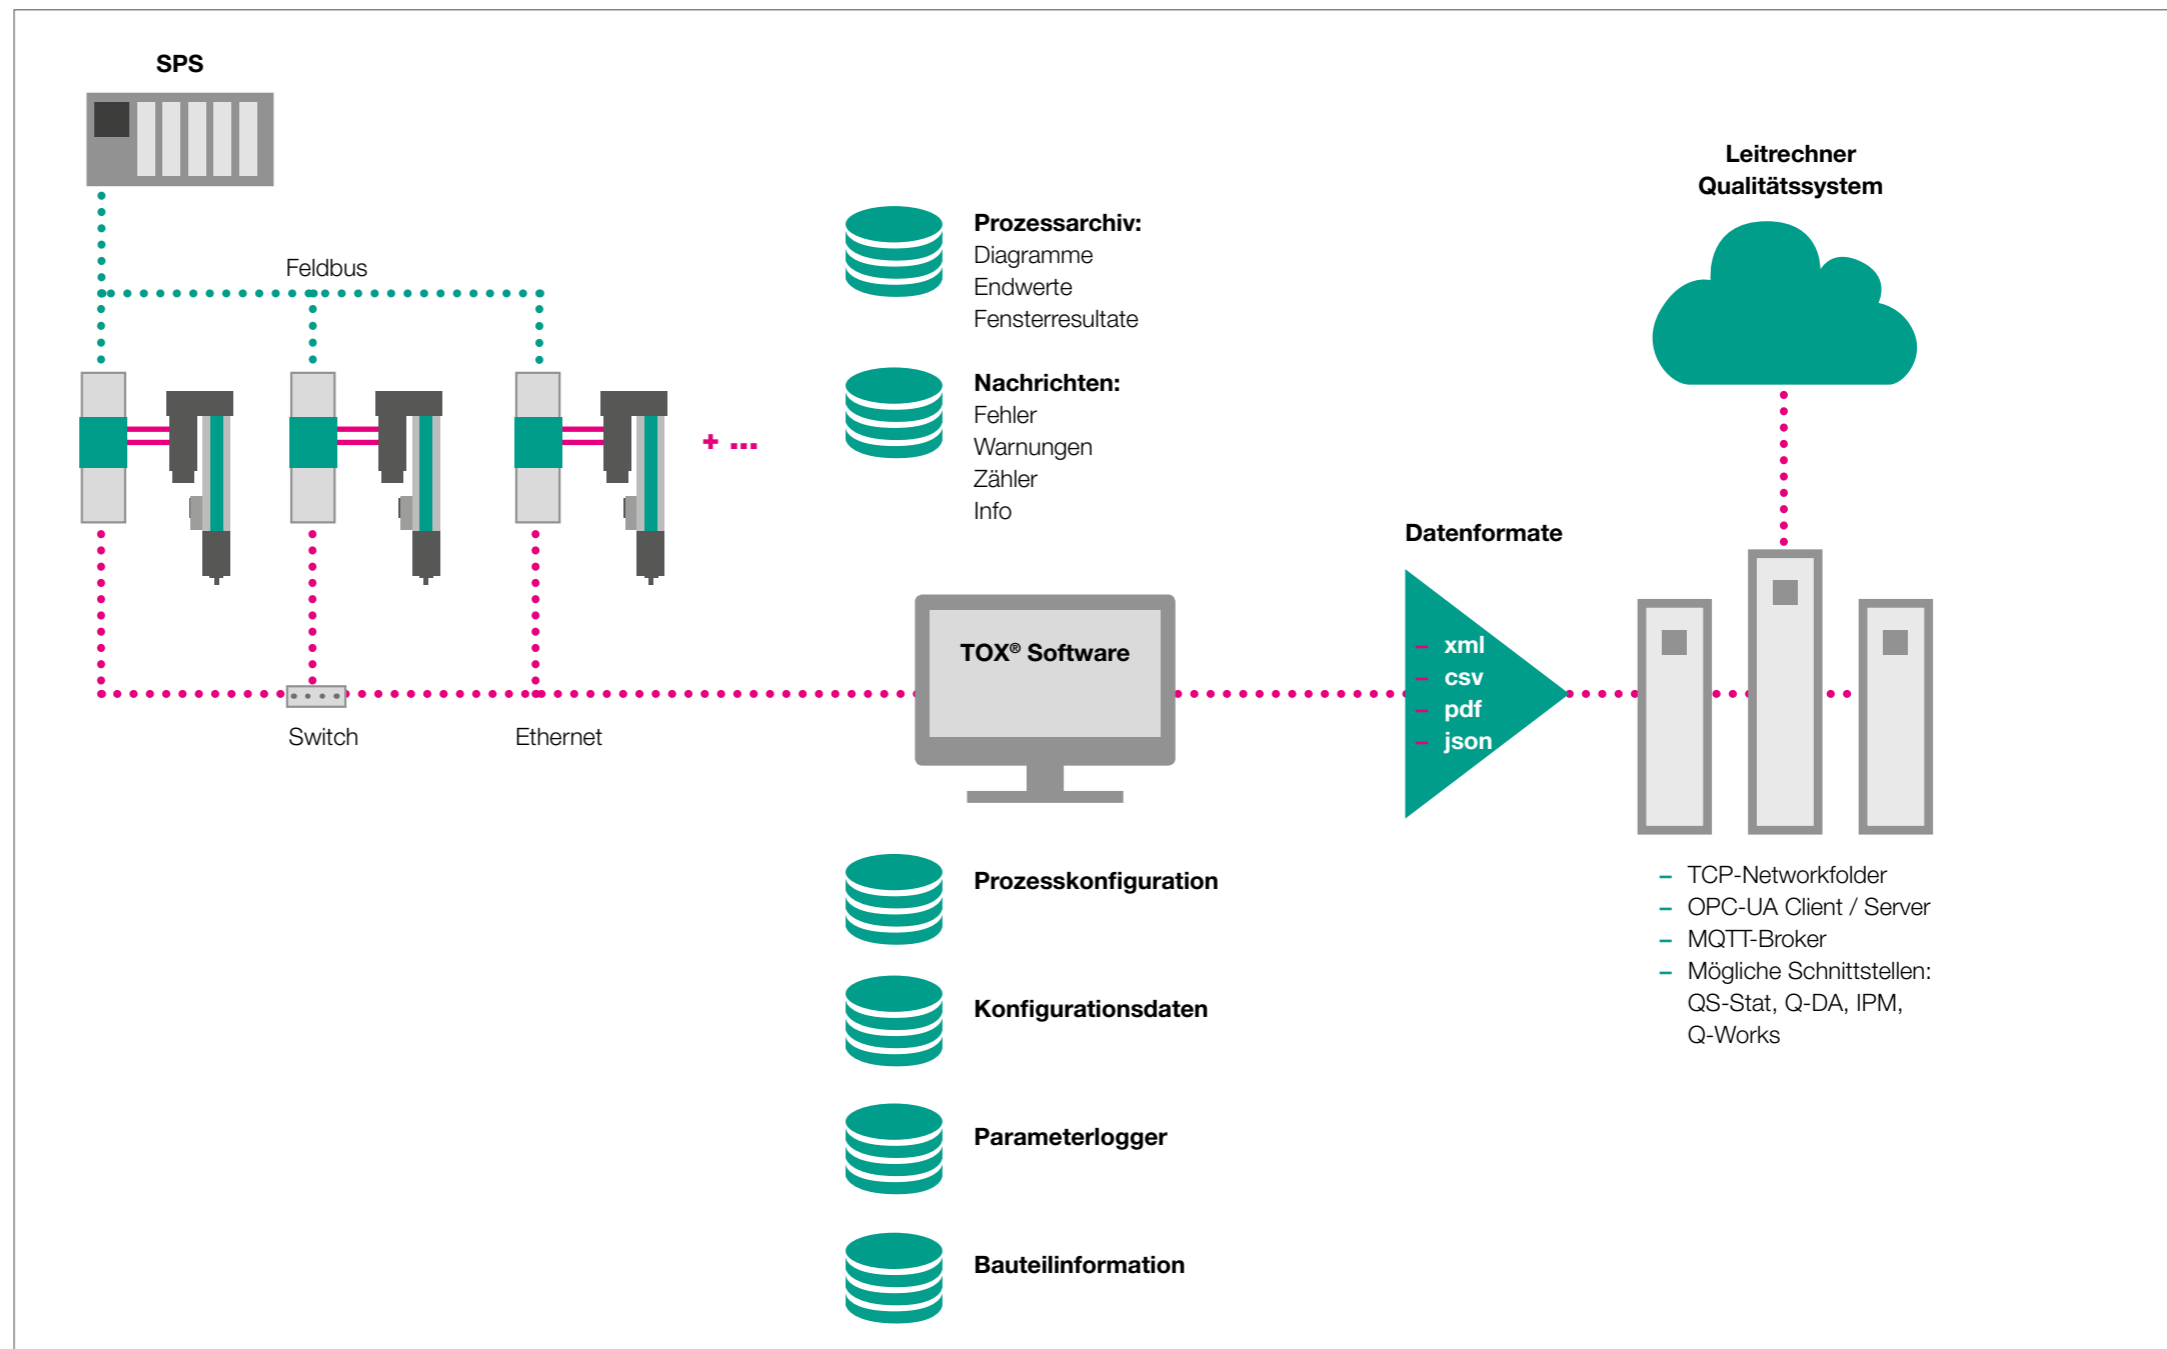 SPS
Feldbus
+ ...
Switch
Ethernet
Prozessarchiv:
Diagramme
Endwerte
Fensterresultate
Nachrichten:
Fehler
Warnungen
Zähler
Info
TOX® Software
Prozesskonfiguration
Konfigurationsdaten
Parameterlogger
Bauteilinformation
Datenformate
– xml
– csv
– pdf
– json
Leitrechner
Qualitätssystem
– TCP-Networkfolder
– OPC-UA Client / Server
– MQTT-Broker
– Mögliche Schnittstellen:
QS-Stat, Q-DA, IPM,
Q-Works